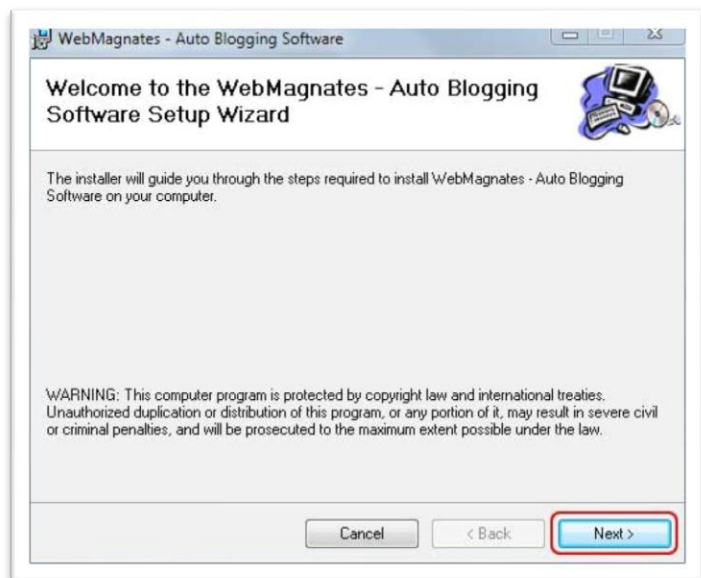 WebMagnates - Auto Blogging Software
Welcome to the WebMagnates - Auto Blogging
Software Setup Wizard
The installer will guide you through the steps required to install WebMagnates - Auto Blogging
Software on your computer.
WARNING: This computer program is protected by copyright law and international treaties.
Unauthorized duplication or distribution of this program, or any portion of it, may result in severe civil
or criminal penalties, and will be prosecuted to the maximum extent possible under the law.
Cancel
< Back
Next >